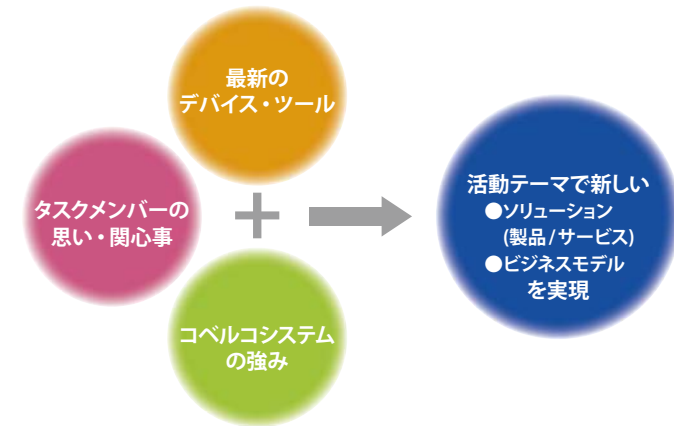 最新の
デバイス・ツール
タスクメンバーの
思い・関心事
コベルコシステム
の強み
活動テーマで新しい
●ソリューション
(製品/サービス)
●ビジネスモデル
を実現